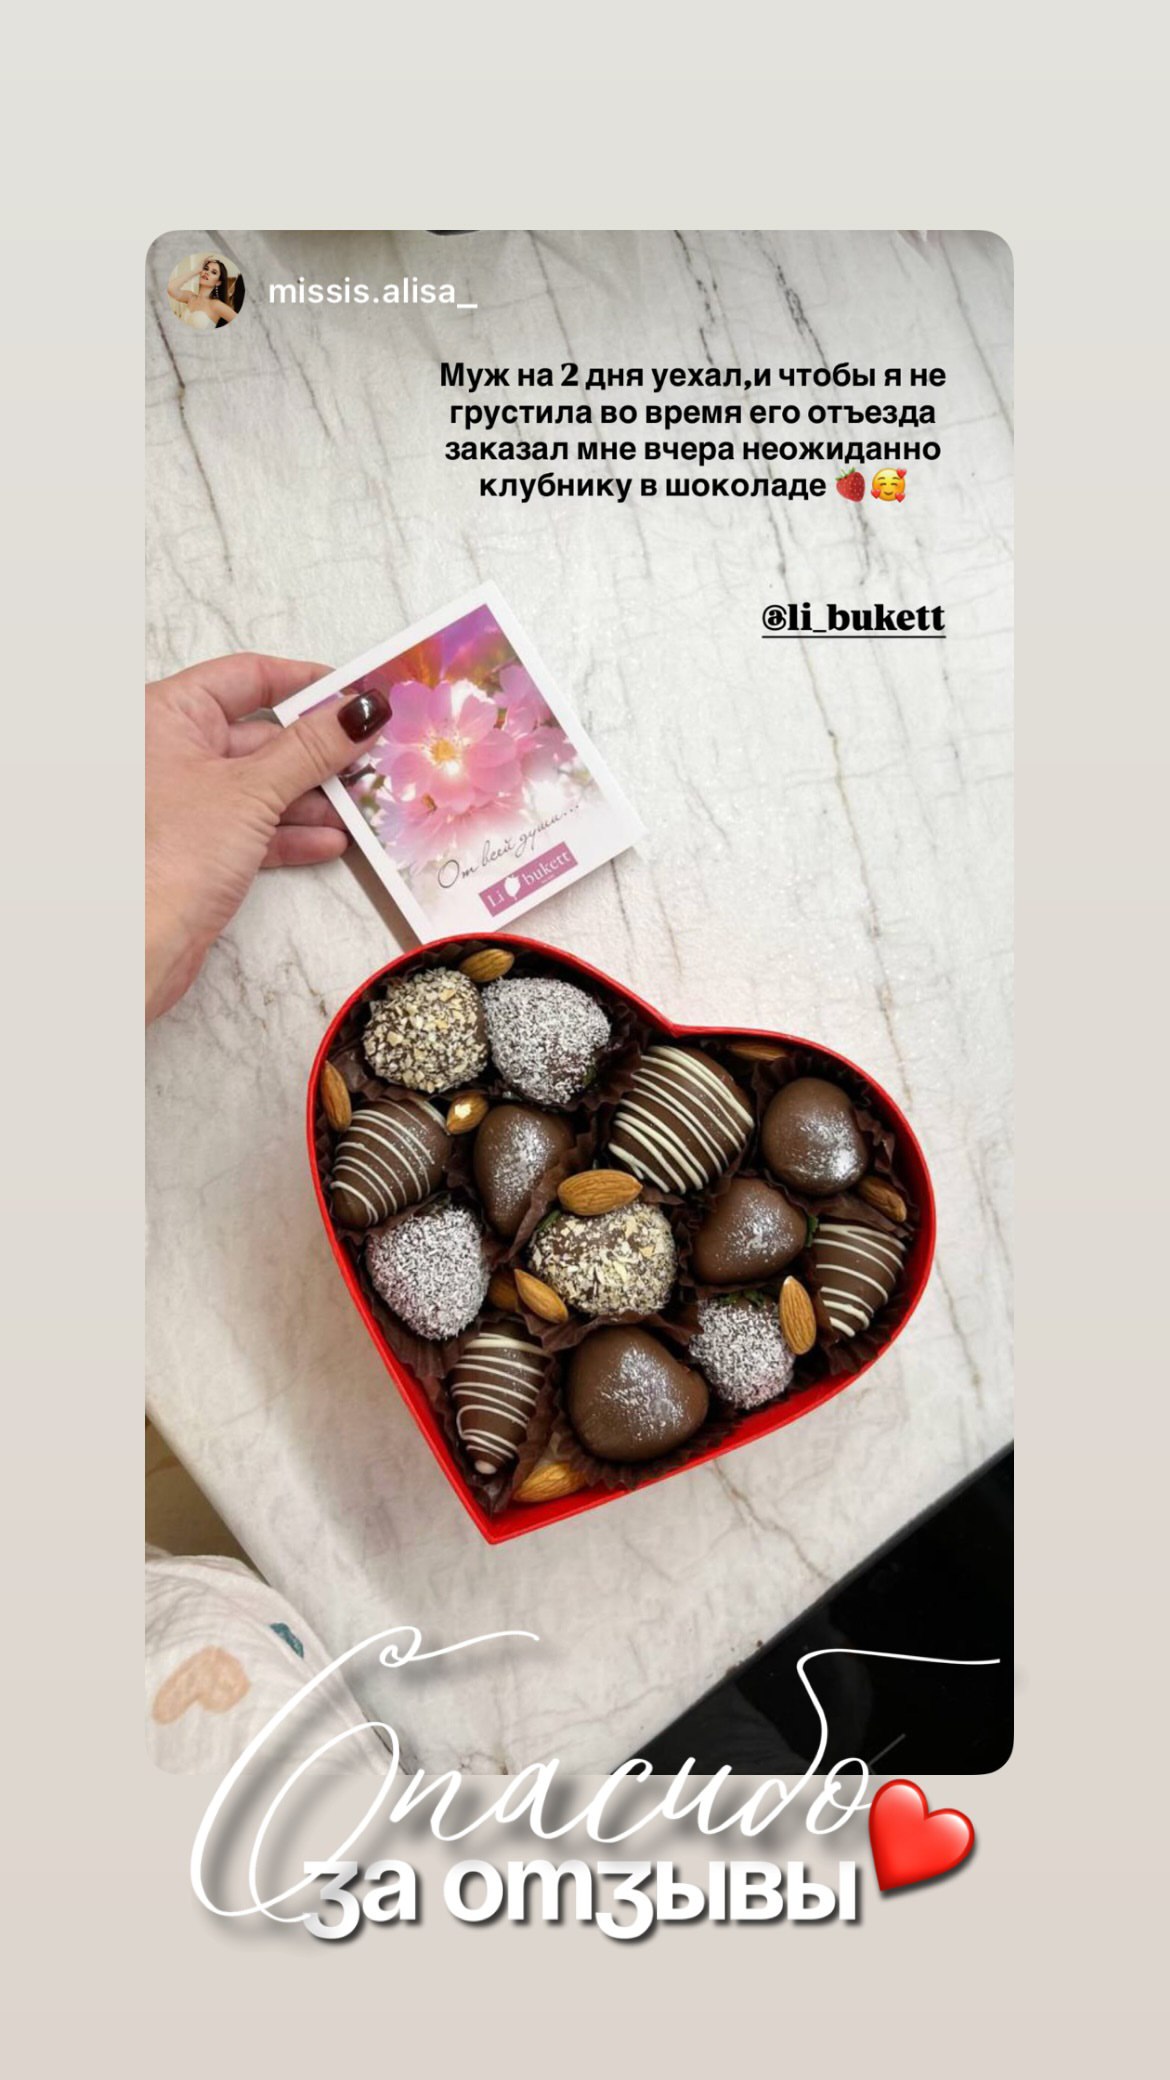 missis.alisa_
Муж на 2 дня уехал,и чтобы я не
грустила во время его отъезда
заказал мне вчера неожиданно
клубнику в шоколаде 🍓🥰
@li_bukett
От всей души...
Li bukett
Спасибо
за отзывы